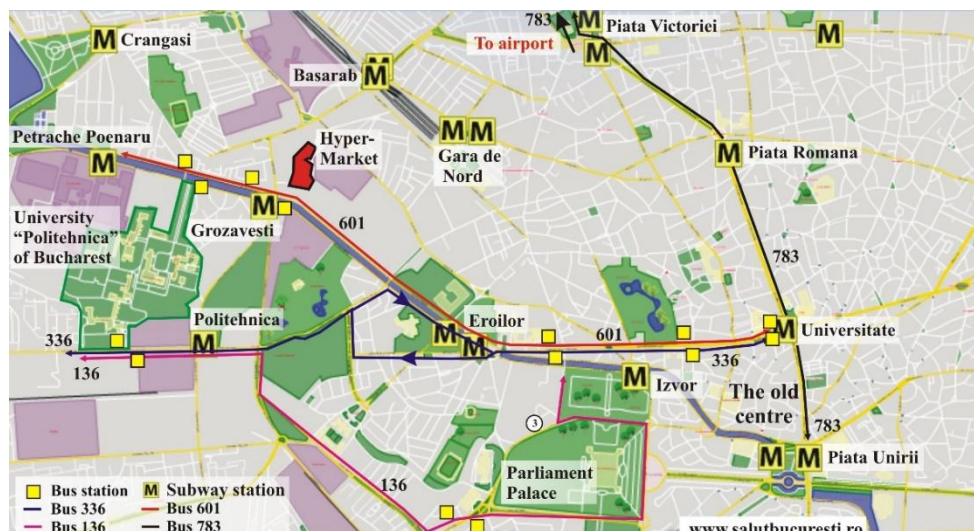 783
Piata Victoriei
To airport
Crangasi
Basarab
Petrache Poenaru
Hyper-
Market
Gara de
Nord
Piata Romana
University
"Politehnica"
of Bucharest
Grozavesti
601
783
Politehnica
Eroilor
601
Universitate
336
336
136
Izvor
The old
centre
3
783
136
Parliament
Palace
Piata Unirii
Bus station
M Subway station
Bus 336
Bus 601
Bus 136
Bus 783
www.salutbucuresti.ro